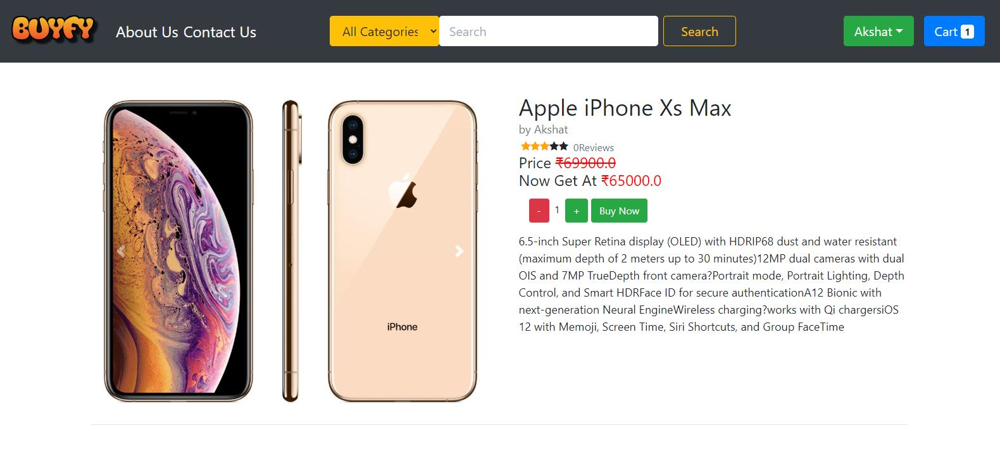 BUYFY
About Us Contact Us
All Categories
Search
Search
Akshat
Cart 1
Apple iPhone Xs Max
by Akshat
0Reviews
Price ₹69900.0
Now Get At ₹65000.0
- 1 + Buy Now
6.5-inch Super Retina display (OLED) with HDRIP68 dust and water resistant
(maximum depth of 2 meters up to 30 minutes)12MP dual cameras with dual
OIS and 7MP TrueDepth front camera?Portrait mode, Portrait Lighting, Depth
Control, and Smart HDRFace ID for secure authenticationA12 Bionic with
next-generation Neural EngineWireless charging?works with Qi chargersiOS
12 with Memoji, Screen Time, Siri Shortcuts, and Group FaceTime
iPhone